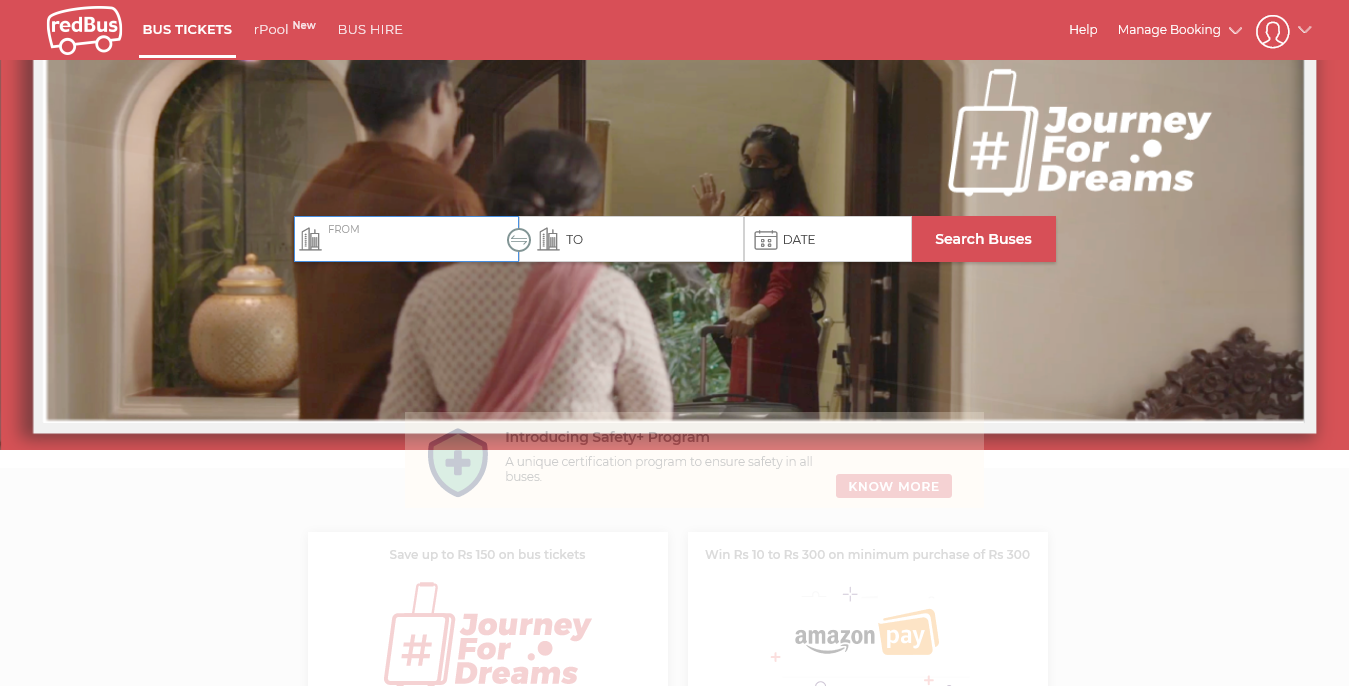 redBus
BUS TICKETS
rPool New
BUS HIRE
Help
Manage Booking
#
Journey
For
Dreams
FROM
TO
DATE
Search Buses
Introducing Safety+ Program
A unique certification program to ensure safety in all
buses.
KNOW MORE
Save up to Rs 150 on bus tickets
#
Journey
For
Dreams
Win Rs 10 to Rs 300 on minimum purchase of Rs 300
amazon pay